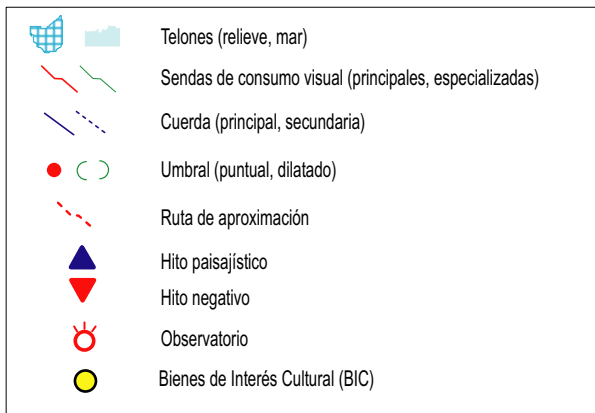 Telones (relieve, mar)
Sendas de consumo visual (principales, especializadas)
Cuerda (principal, secundaria)
Umbral (puntual, dilatado)
Ruta de aproximación
Hito paisajístico
Hito negativo
Observatorio
Bienes de Interés Cultural (BIC)